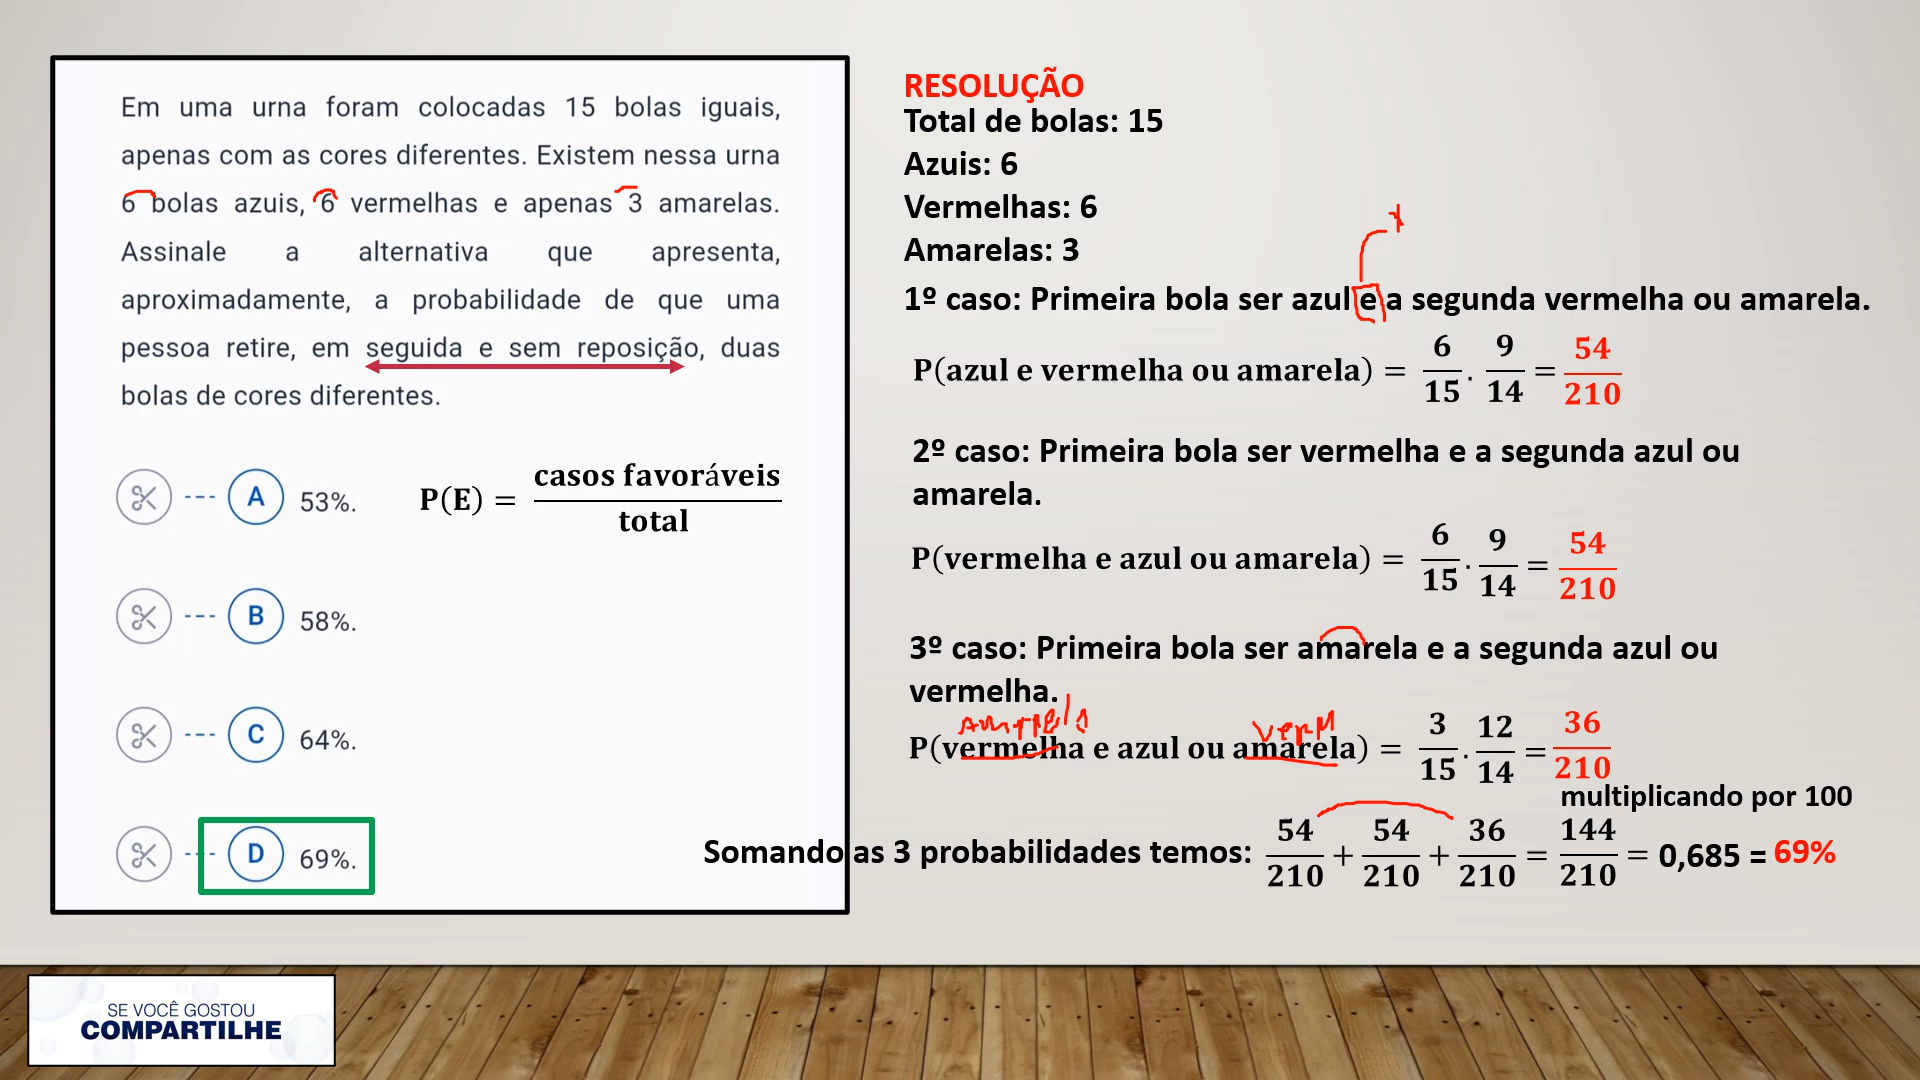 Em uma urna foram colocadas 15 bolas iguais,
apenas com as cores diferentes. Existem nessa urna
6 bolas azuis, 6 vermelhas e apenas 3 amarelas.
Assinale a alternativa que apresenta,
aproximadamente, a probabilidade de que uma
pessoa retire, em seguida e sem reposição, duas
bolas de cores diferentes.
A 53%.
B 58%.
C 64%.
D 69%.
P(E) = casos favoráveis / total
RESOLUÇÃO
Total de bolas: 15
Azuis: 6
Vermelhas: 6
Amarelas: 3
1º caso: Primeira bola ser azul e a segunda vermelha ou amarela.
P(azul e vermelha ou amarela) = 6/15 . 9/14 = 54/210
2º caso: Primeira bola ser vermelha e a segunda azul ou
amarela.
P(vermelha e azul ou amarela) = 6/15 . 9/14 = 54/210
3º caso: Primeira bola ser amarela e a segunda azul ou
vermelha.
P(vermelha e azul ou amarela) = 3/15 . 12/14 = 36/210
multiplicando por 100
Somando as 3 probabilidades temos: 54/210 + 54/210 + 36/210 = 144/210 = 0,685 = 69%
SE VOCÊ GOSTOU
COMPARTILHE